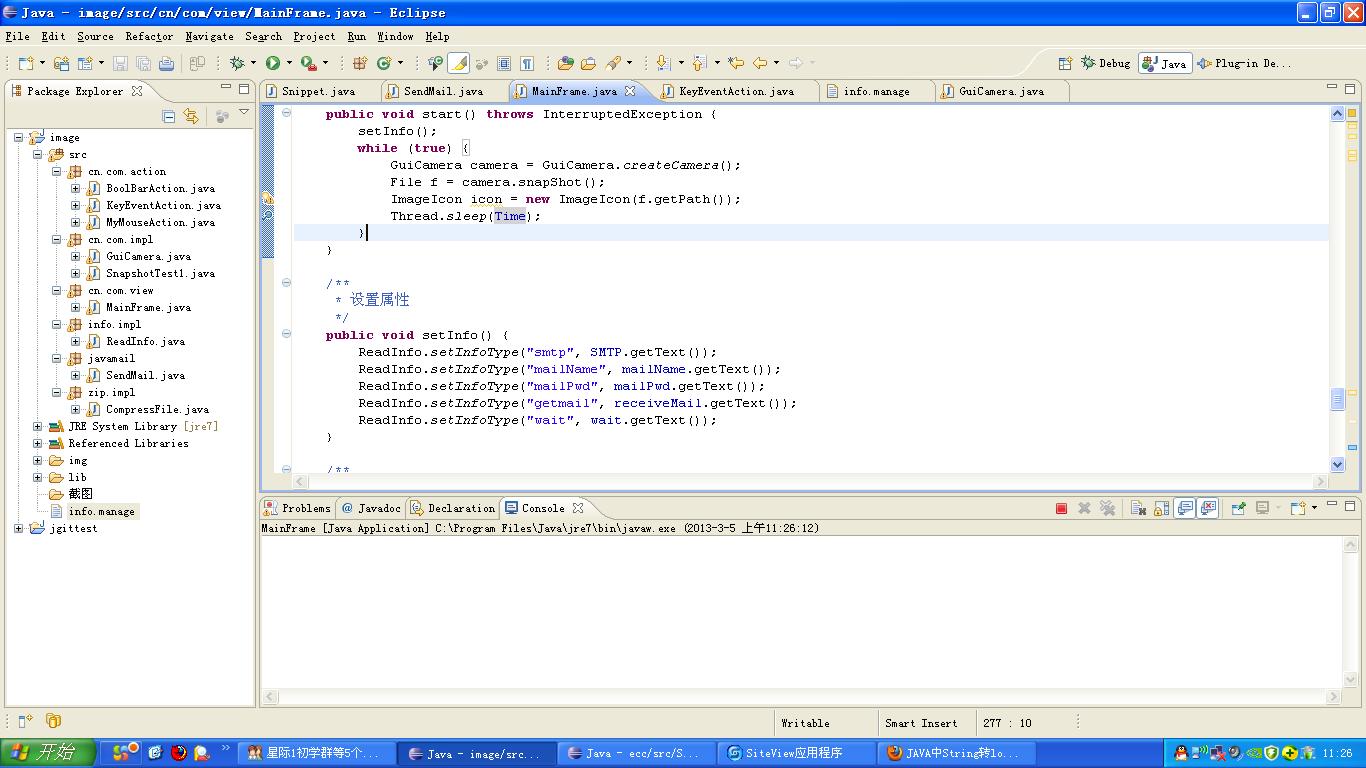 Java - image/src/cn/com/view/MainFrame.java - Eclipse
File Edit Source Refactor Navigate Search Project Run Window Help
Debug Java Plug-in De...
Package Explorer
Snippet.java SendMail.java MainFrame.java KeyEventAction.java info.manage GuiCamera.java
image
src
cn.com.action
BoolBarAction.java
KeyEventAction.java
MyMouseAction.java
cn.com.impl
GuiCamera.java
SnapshotTest1.java
cn.com.view
MainFrame.java
info.impl
ReadInfo.java
javamail
SendMail.java
zip.impl
CompressFile.java
JRE System Library [jre7]
Referenced Libraries
img
lib
截图
info.manage
jgittest
public void start() throws InterruptedException {
setInfo();
while (true) {
GuiCamera camera = GuiCamera.createCamera();
File f = camera.snapShot();
ImageIcon icon = new ImageIcon(f.getPath());
Thread.sleep(Time);
}
}
/**
* 设置属性
*/
public void setInfo() {
ReadInfo.setInfoType("smtp", SMTP.getText());
ReadInfo.setInfoType("mailName", mailName.getText());
ReadInfo.setInfoType("mailPwd", mailPwd.getText());
ReadInfo.setInfoType("getmail", receiveMail.getText());
ReadInfo.setInfoType("wait", wait.getText());
}
/**
Problems @ Javadoc Declaration Console
MainFrame [Java Application] C:\Program Files\Java\jre7\bin\javaw.exe (2013-3-5 上午11:26:12)
Writable Smart Insert 277 : 10
开始 星际1初学群等5个... Java - image/src... Java - ecc/src/S... SiteView应用程序 JAVA中String转lo... 11:26